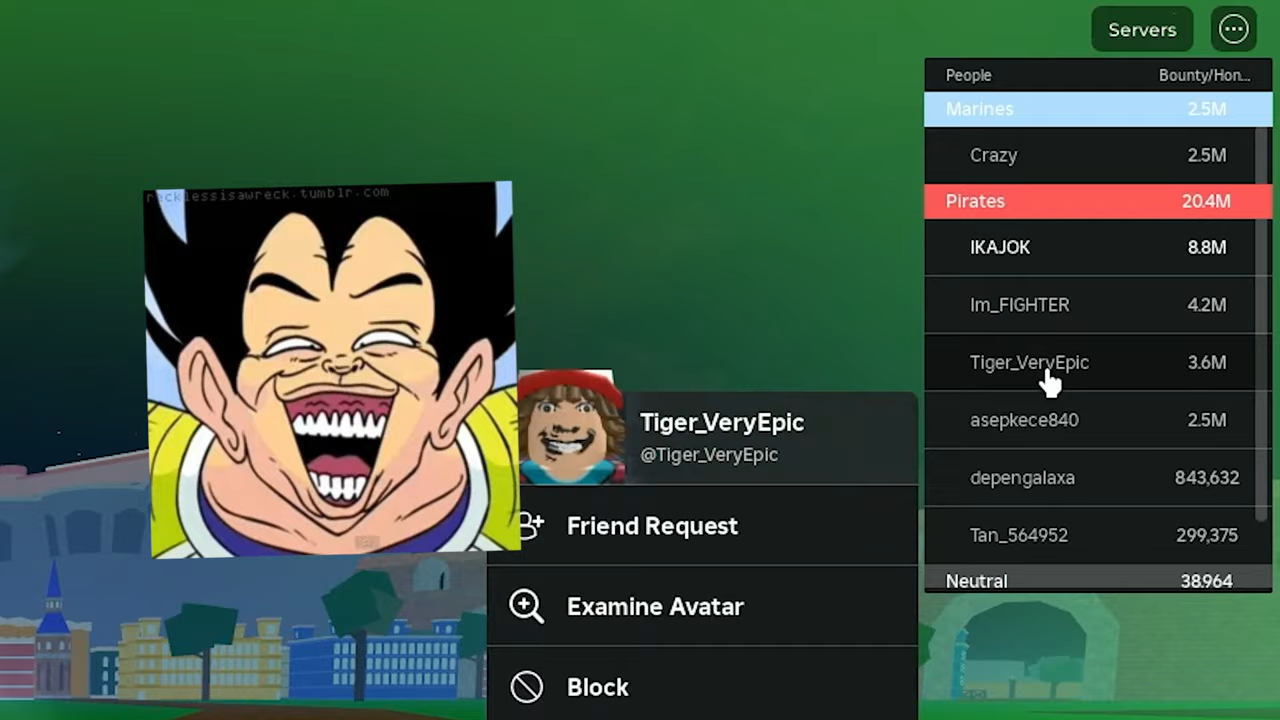 Servers
People Bounty/Hon...
Marines 2.5M
Crazy 2.5M
Pirates 20.4M
IKAJOK 8.8M
Im_FIGHTER 4.2M
Tiger_VeryEpic 3.6M
asepkece840 2.5M
depengalaxa 843,632
Tan_564952 299,375
Neutral 38,964
recklessisawreck.tumblr.com
Tiger_VeryEpic
@Tiger_VeryEpic
Friend Request
Examine Avatar
Block